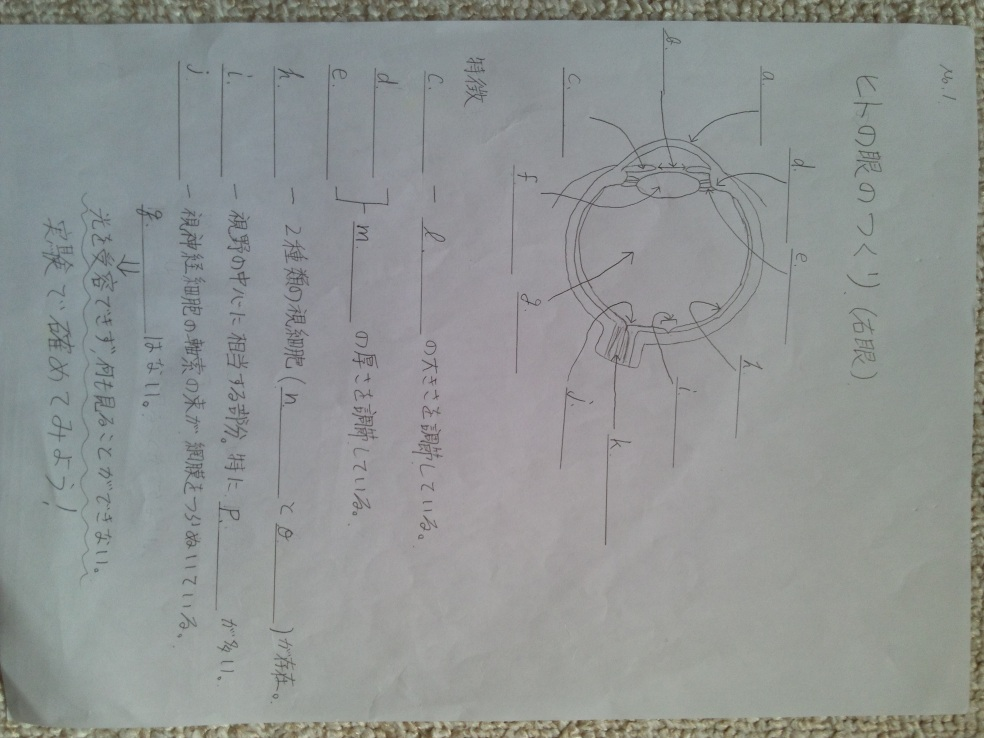 No.1
ヒトの眼のつくり(右眼)
a.
b.
c.
d.
e.
f.
g.
h.
i.
j.
k.
特徴
c. ー l. の大きさを調節している。
d.
e. m. の厚さを調節している。
h. ー 2種類の視細胞(n. とo. )が存在。
i. ー 視野の中心に相当する部分。特にp. が多い。
j. ー 視神経細胞の軸索の束が網膜をつらぬいている。
q. はない。
⇓
光を受容できず、何も見ることができない。
実験で確めてみよう!